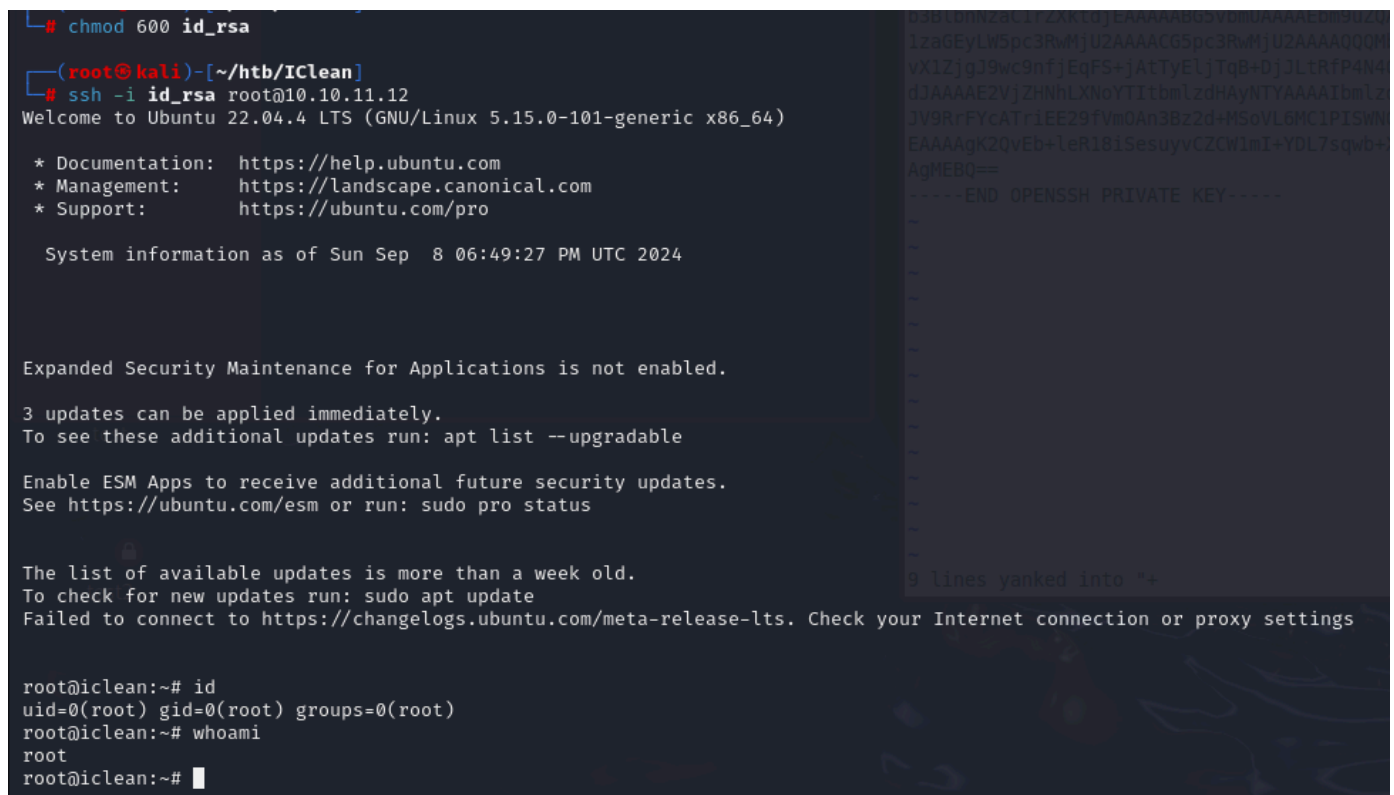 └─# chmod 600 id_rsa
┌──(root㉿kali)-[~/htb/IClean]
└─# ssh -i id_rsa root@10.10.11.12
Welcome to Ubuntu 22.04.4 LTS (GNU/Linux 5.15.0-101-generic x86_64)
* Documentation: https://help.ubuntu.com
* Management: https://landscape.canonical.com
* Support: https://ubuntu.com/pro
System information as of Sun Sep 8 06:49:27 PM UTC 2024
Expanded Security Maintenance for Applications is not enabled.
3 updates can be applied immediately.
To see these additional updates run: apt list --upgradable
Enable ESM Apps to receive additional future security updates.
See https://ubuntu.com/esm or run: sudo pro status
The list of available updates is more than a week old.
To check for new updates run: sudo apt update
Failed to connect to https://changelogs.ubuntu.com/meta-release-lts. Check your Internet connection or proxy settings
root@iclean:~# id
uid=0(root) gid=0(root) groups=0(root)
root@iclean:~# whoami
root
root@iclean:~#
AgMEBQ==
-----END OPENSSH PRIVATE KEY-----
~
~
~
~
~
~
~
~
~
~
~
~
~
~
9 lines yanked into "+